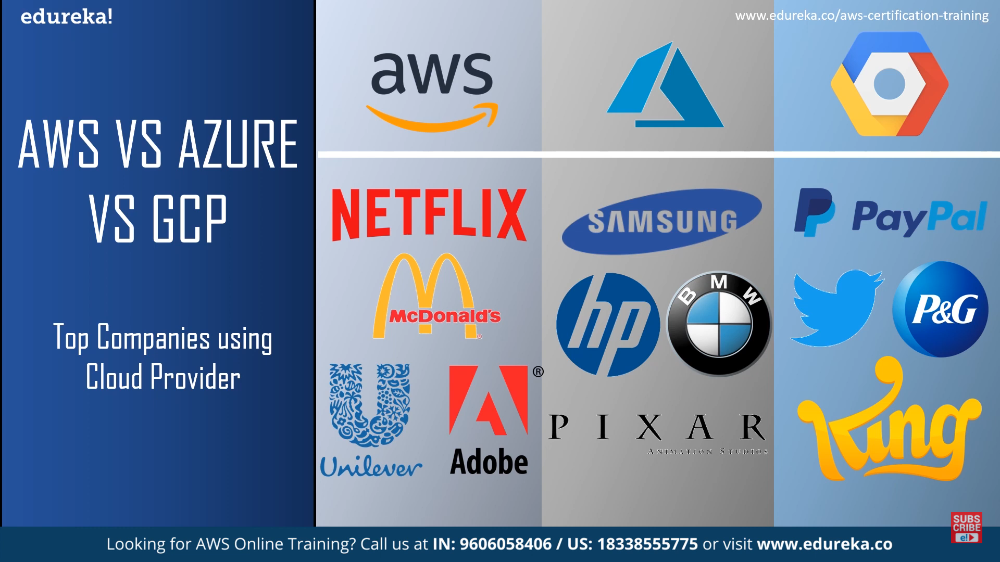 edureka!
www.edureka.co/aws-certification-training
AWS VS AZURE
VS GCP
Top Companies using
Cloud Provider
aws
NETFLIX
McDonald's
®
Unilever
®
Adobe
SAMSUNG
hp
BMW
PIXAR
ANIMATION STUDIOS
P PayPal
P&G
King
SUBS
CRIBE
e!
Looking for AWS Online Training? Call us at IN: 9606058406 / US: 18338555775 or visit www.edureka.co